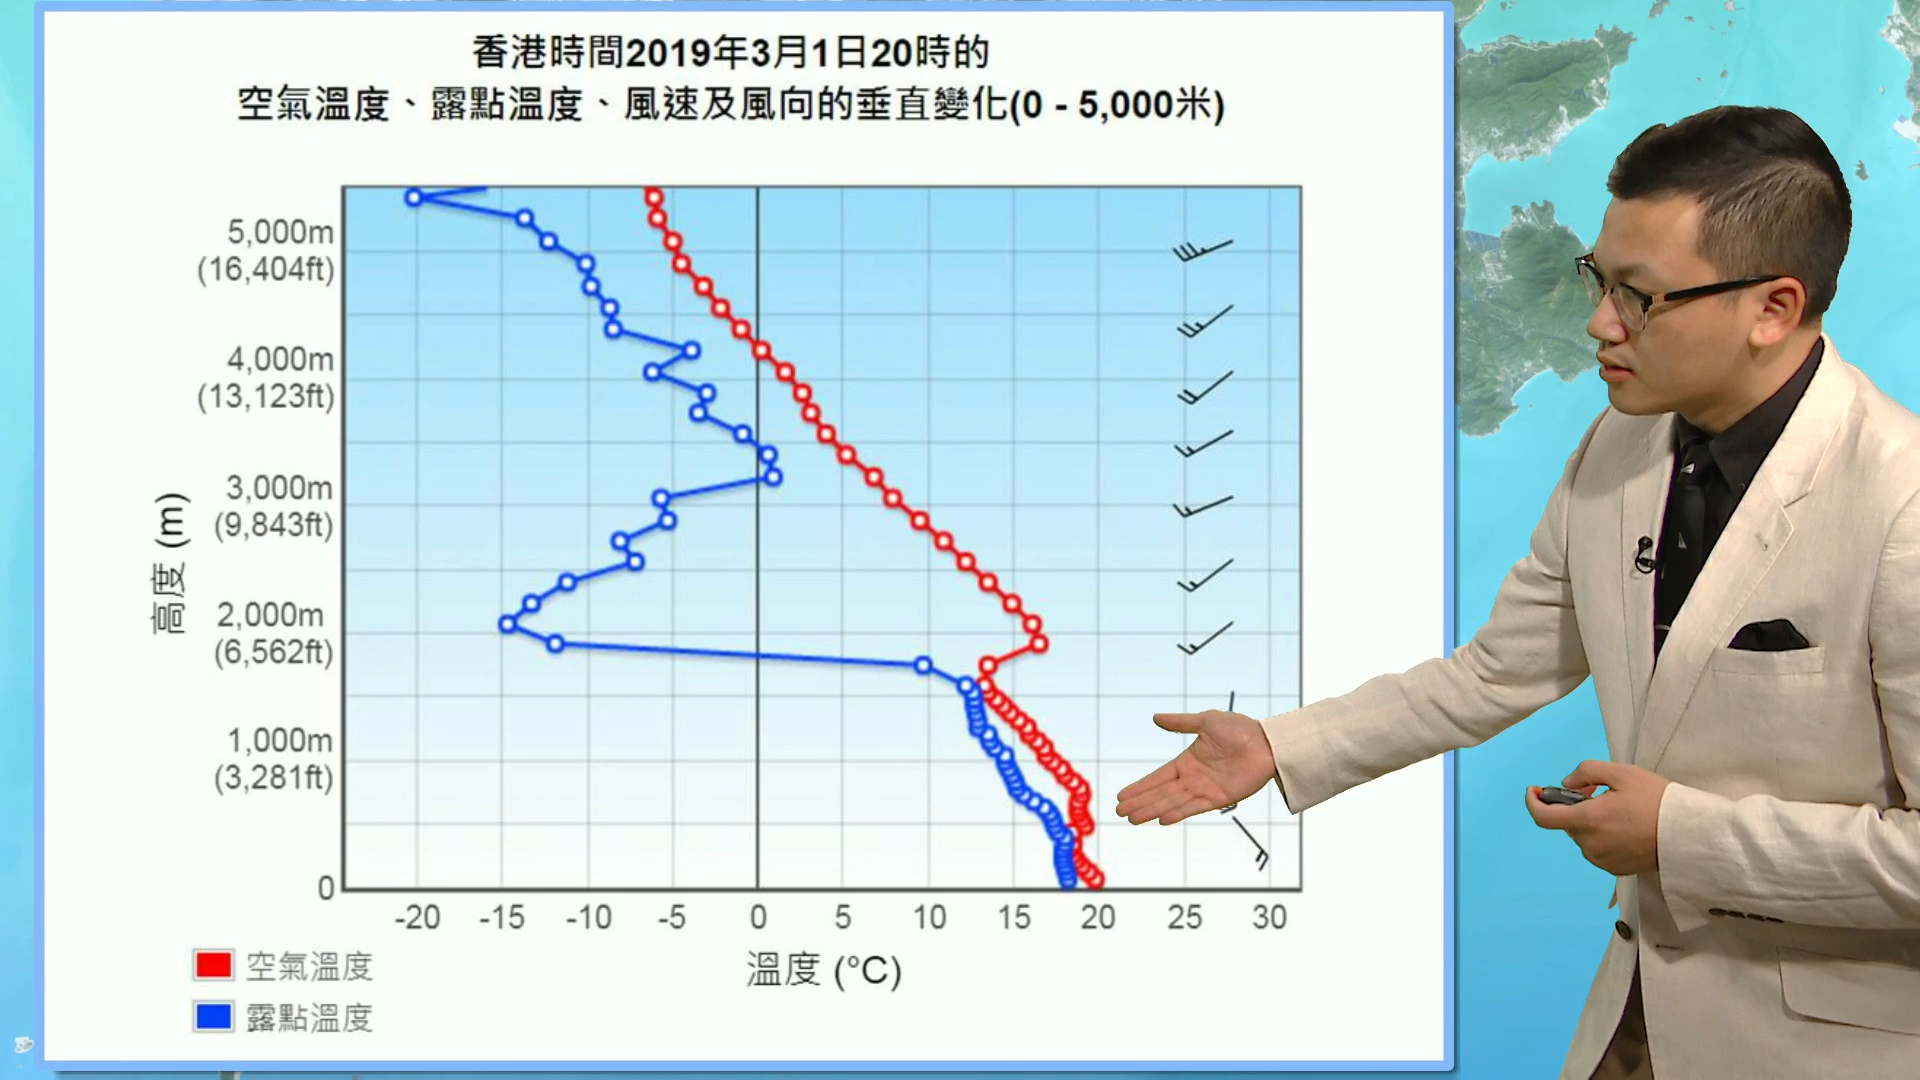 香港時間2019年3月1日20時的
空氣溫度、露點溫度、風速及風向的垂直變化(0 - 5,000米)
5,000m
(16,404ft)
4,000m
(13,123ft)
3,000m
(9,843ft)
2,000m
(6,562ft)
1,000m
(3,281ft)
0
高度 (m)
-20 -15 -10 -5 0 5 10 15 20 25 30
溫度 (°C)
空氣溫度
露點溫度